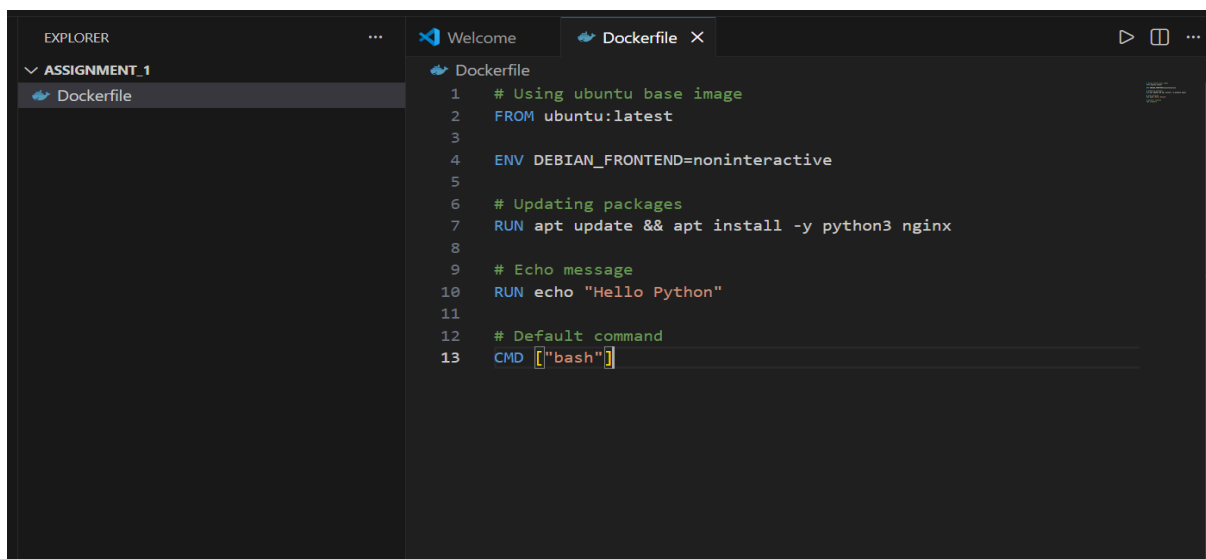 EXPLORER
...
Welcome
Dockerfile
...
ASSIGNMENT_1
Dockerfile
Dockerfile
1 # Using ubuntu base image
2 FROM ubuntu:latest
3
4 ENV DEBIAN_FRONTEND=noninteractive
5
6 # Updating packages
7 RUN apt update && apt install -y python3 nginx
8
9 # Echo message
10 RUN echo "Hello Python"
11
12 # Default command
13 CMD ["bash"]